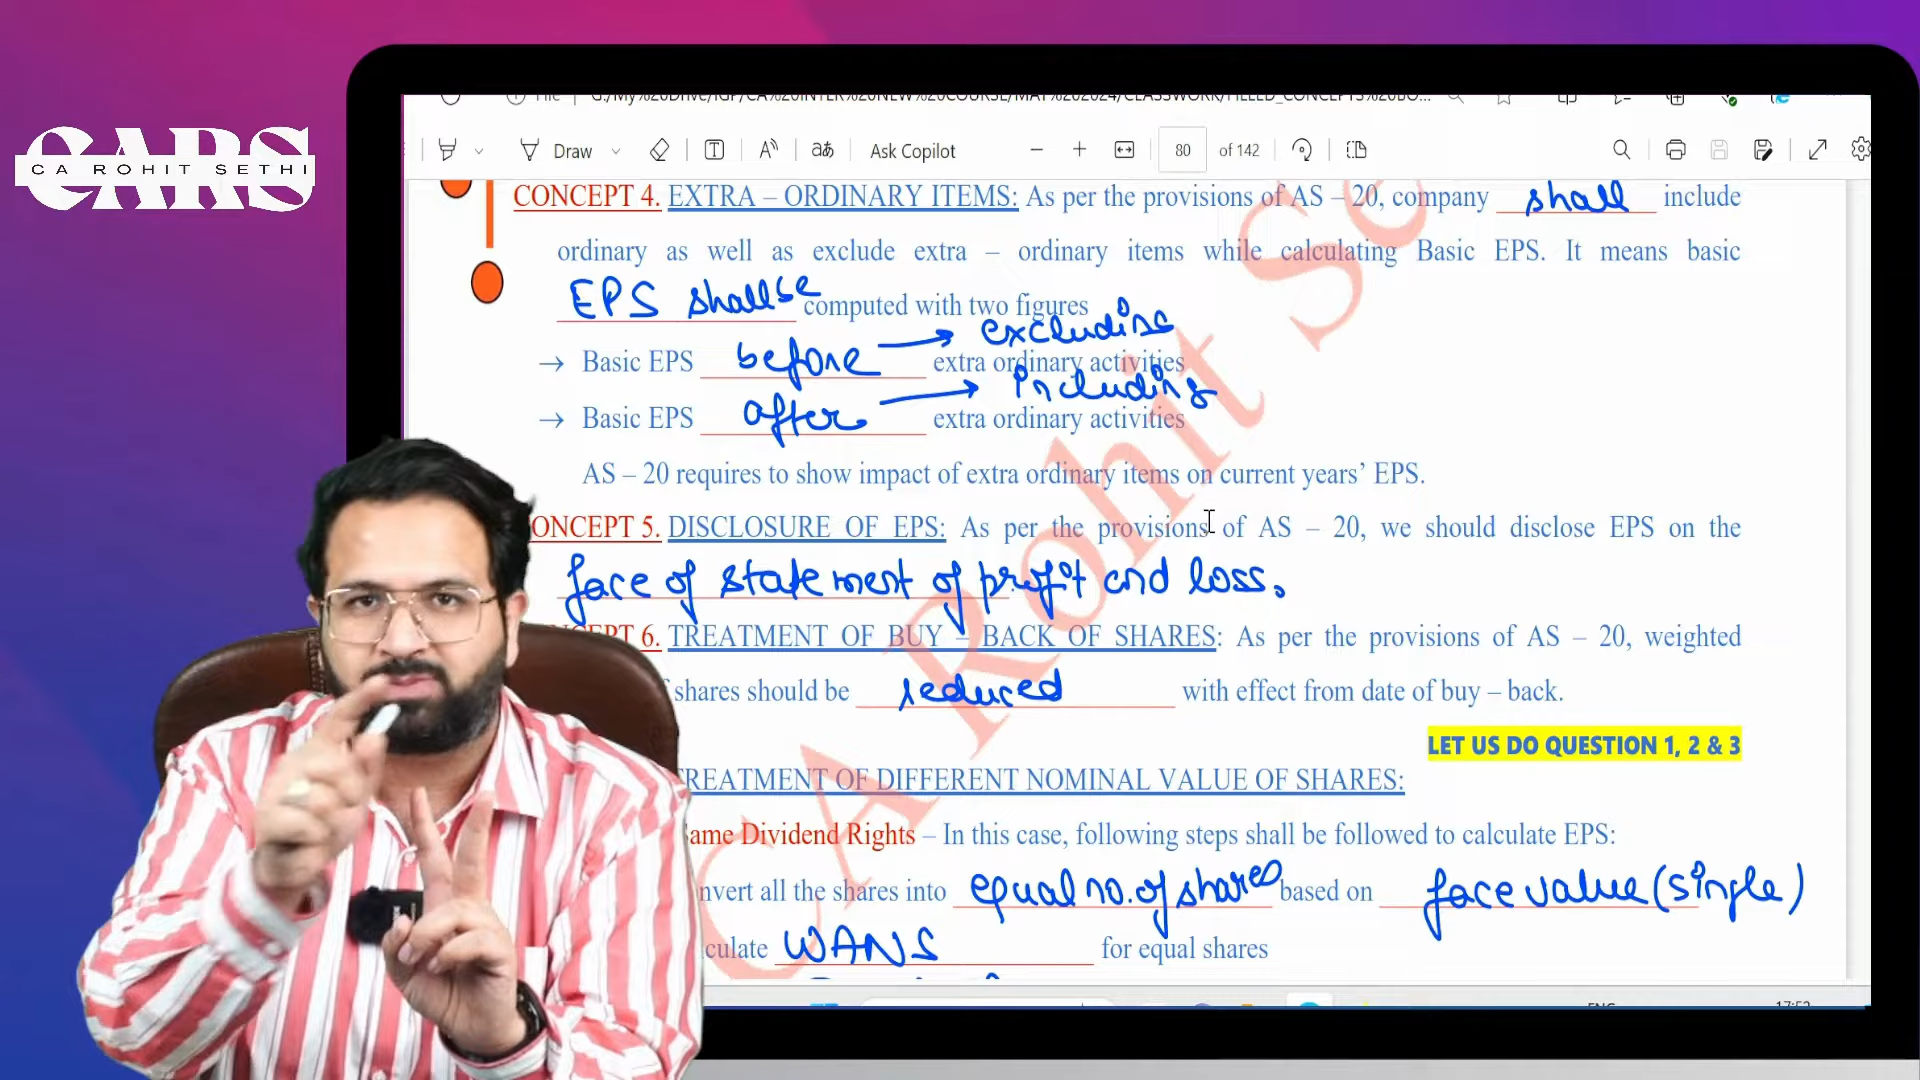 CARS
CA ROHIT SETHI
Draw
Ask Copilot
80 of 142
CONCEPT 4. EXTRA – ORDINARY ITEMS: As per the provisions of AS – 20, company shall include
ordinary as well as exclude extra – ordinary items while calculating Basic EPS. It means basic
EPS shall be computed with two figures
→ Basic EPS before → excluding extra ordinary activities
→ Basic EPS after → including extra ordinary activities
AS – 20 requires to show impact of extra ordinary items on current years’ EPS.
ONCEPT 5. DISCLOSURE OF EPS: As per the provisions of AS – 20, we should disclose EPS on the
face of statement of profit and loss.
CEPT 6. TREATMENT OF BUY – BACK OF SHARES: As per the provisions of AS – 20, weighted
shares should be reduced with effect from date of buy – back.
LET US DO QUESTION 1, 2 & 3
REATMENT OF DIFFERENT NOMINAL VALUE OF SHARES:
ame Dividend Rights – In this case, following steps shall be followed to calculate EPS:
nvert all the shares into equal no. of shares based on face value (single)
culate WANS for equal shares
CA Rohit Se